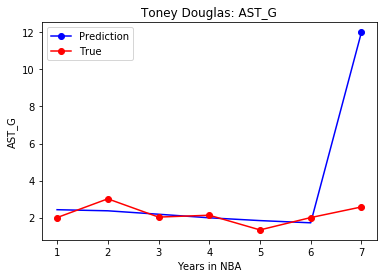 Toney Douglas: AST_G
Prediction
True
12
10
8
6
4
2
AST_G
1 2 3 4 5 6 7
Years in NBA